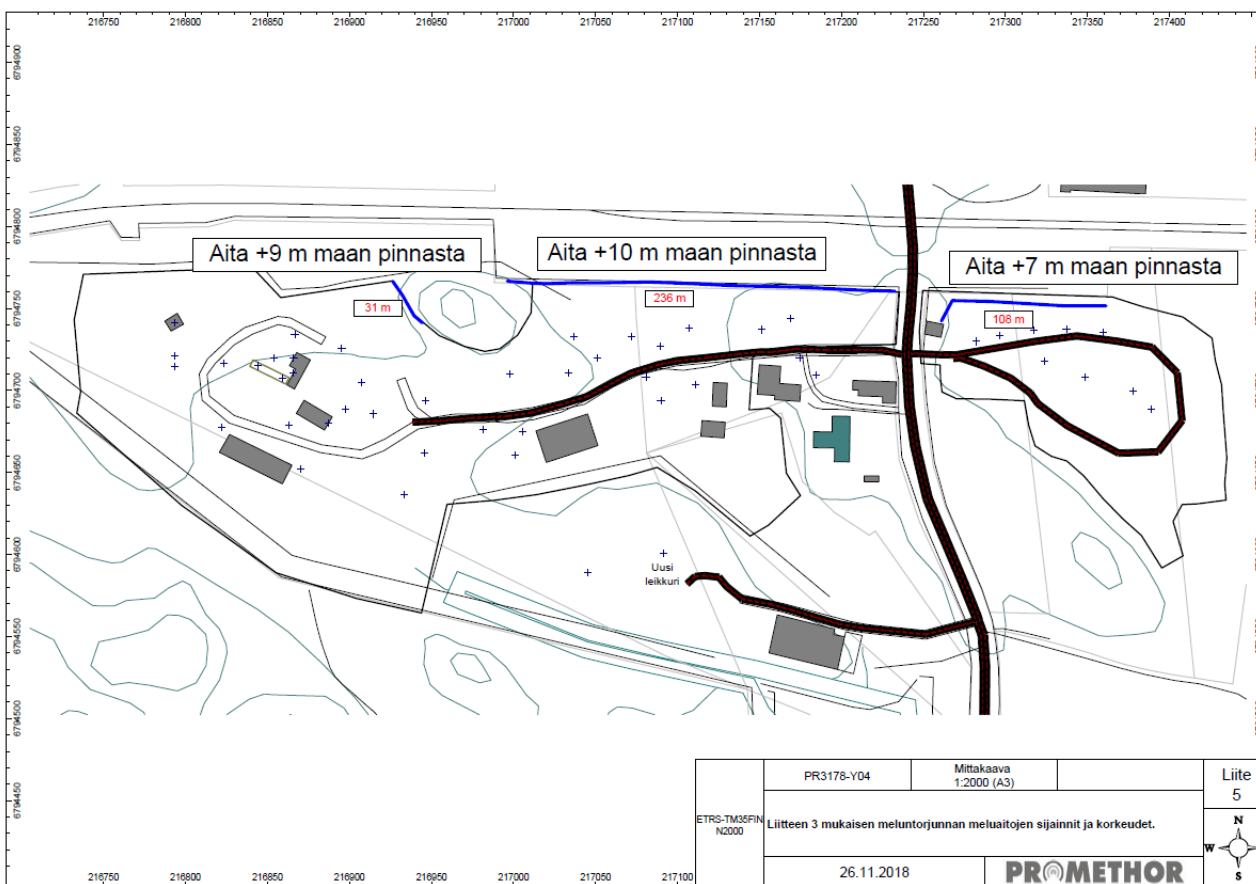 216750 216800 216850 216900 216950 217000 217050 217100 217150 217200 217250 217300 217350 217400
6794900
6794850
6794800
6794750
6794700
6794650
6794600
6794550
6794500
6794450
Aita +9 m maan pinnasta
Aita +10 m maan pinnasta
Aita +7 m maan pinnasta
31 m
236 m
108 m
Uusi
leikkuri
PR3178-Y04
Mittakaava
1:2000 (A3)
Liite
5
ETRS-TM35FIN
N2000
Liitteen 3 mukaisen meluntorjunnan meluaitojen sijainnit ja korkeudet.
N
W
S
26.11.2018
PROMETHOR
216750 216800 216850 216900 216950 217000 217050 217100